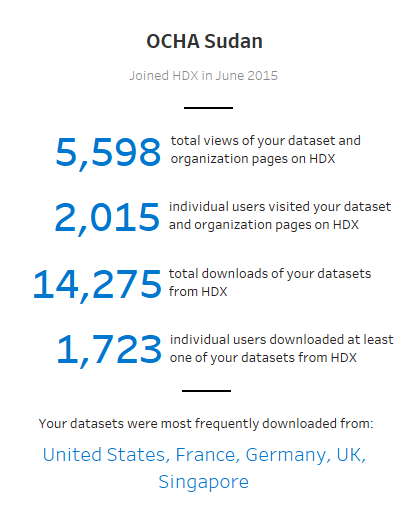 OCHA Sudan
Joined HDX in June 2015
5,598 total views of your dataset and
organization pages on HDX
2,015 individual users visited your dataset
and organization pages on HDX
14,275 total downloads of your datasets
from HDX
1,723 individual users downloaded at least
one of your datasets from HDX
Your datasets were most frequently downloaded from:
United States, France, Germany, UK,
Singapore